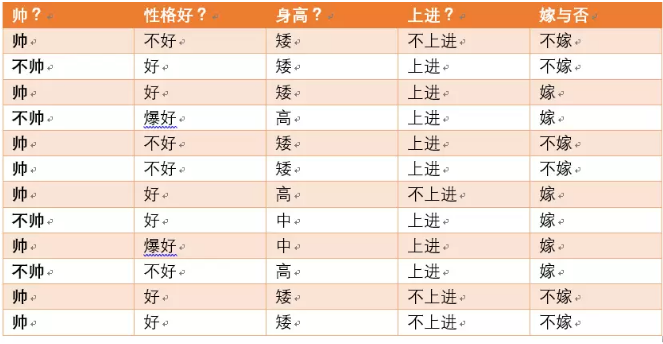 帅？ 性格好？ 身高？ 上进？ 嫁与否
帅 不好 矮 不上进 不嫁
不帅 好 矮 上进 不嫁
帅 好 矮 上进 嫁
不帅 爆好 高 上进 嫁
帅 不好 矮 上进 不嫁
帅 不好 矮 上进 不嫁
帅 好 高 不上进 嫁
不帅 好 中 上进 嫁
帅 爆好 中 上进 嫁
不帅 不好 高 上进 嫁
帅 好 矮 不上进 不嫁
帅 好 矮 不上进 不嫁